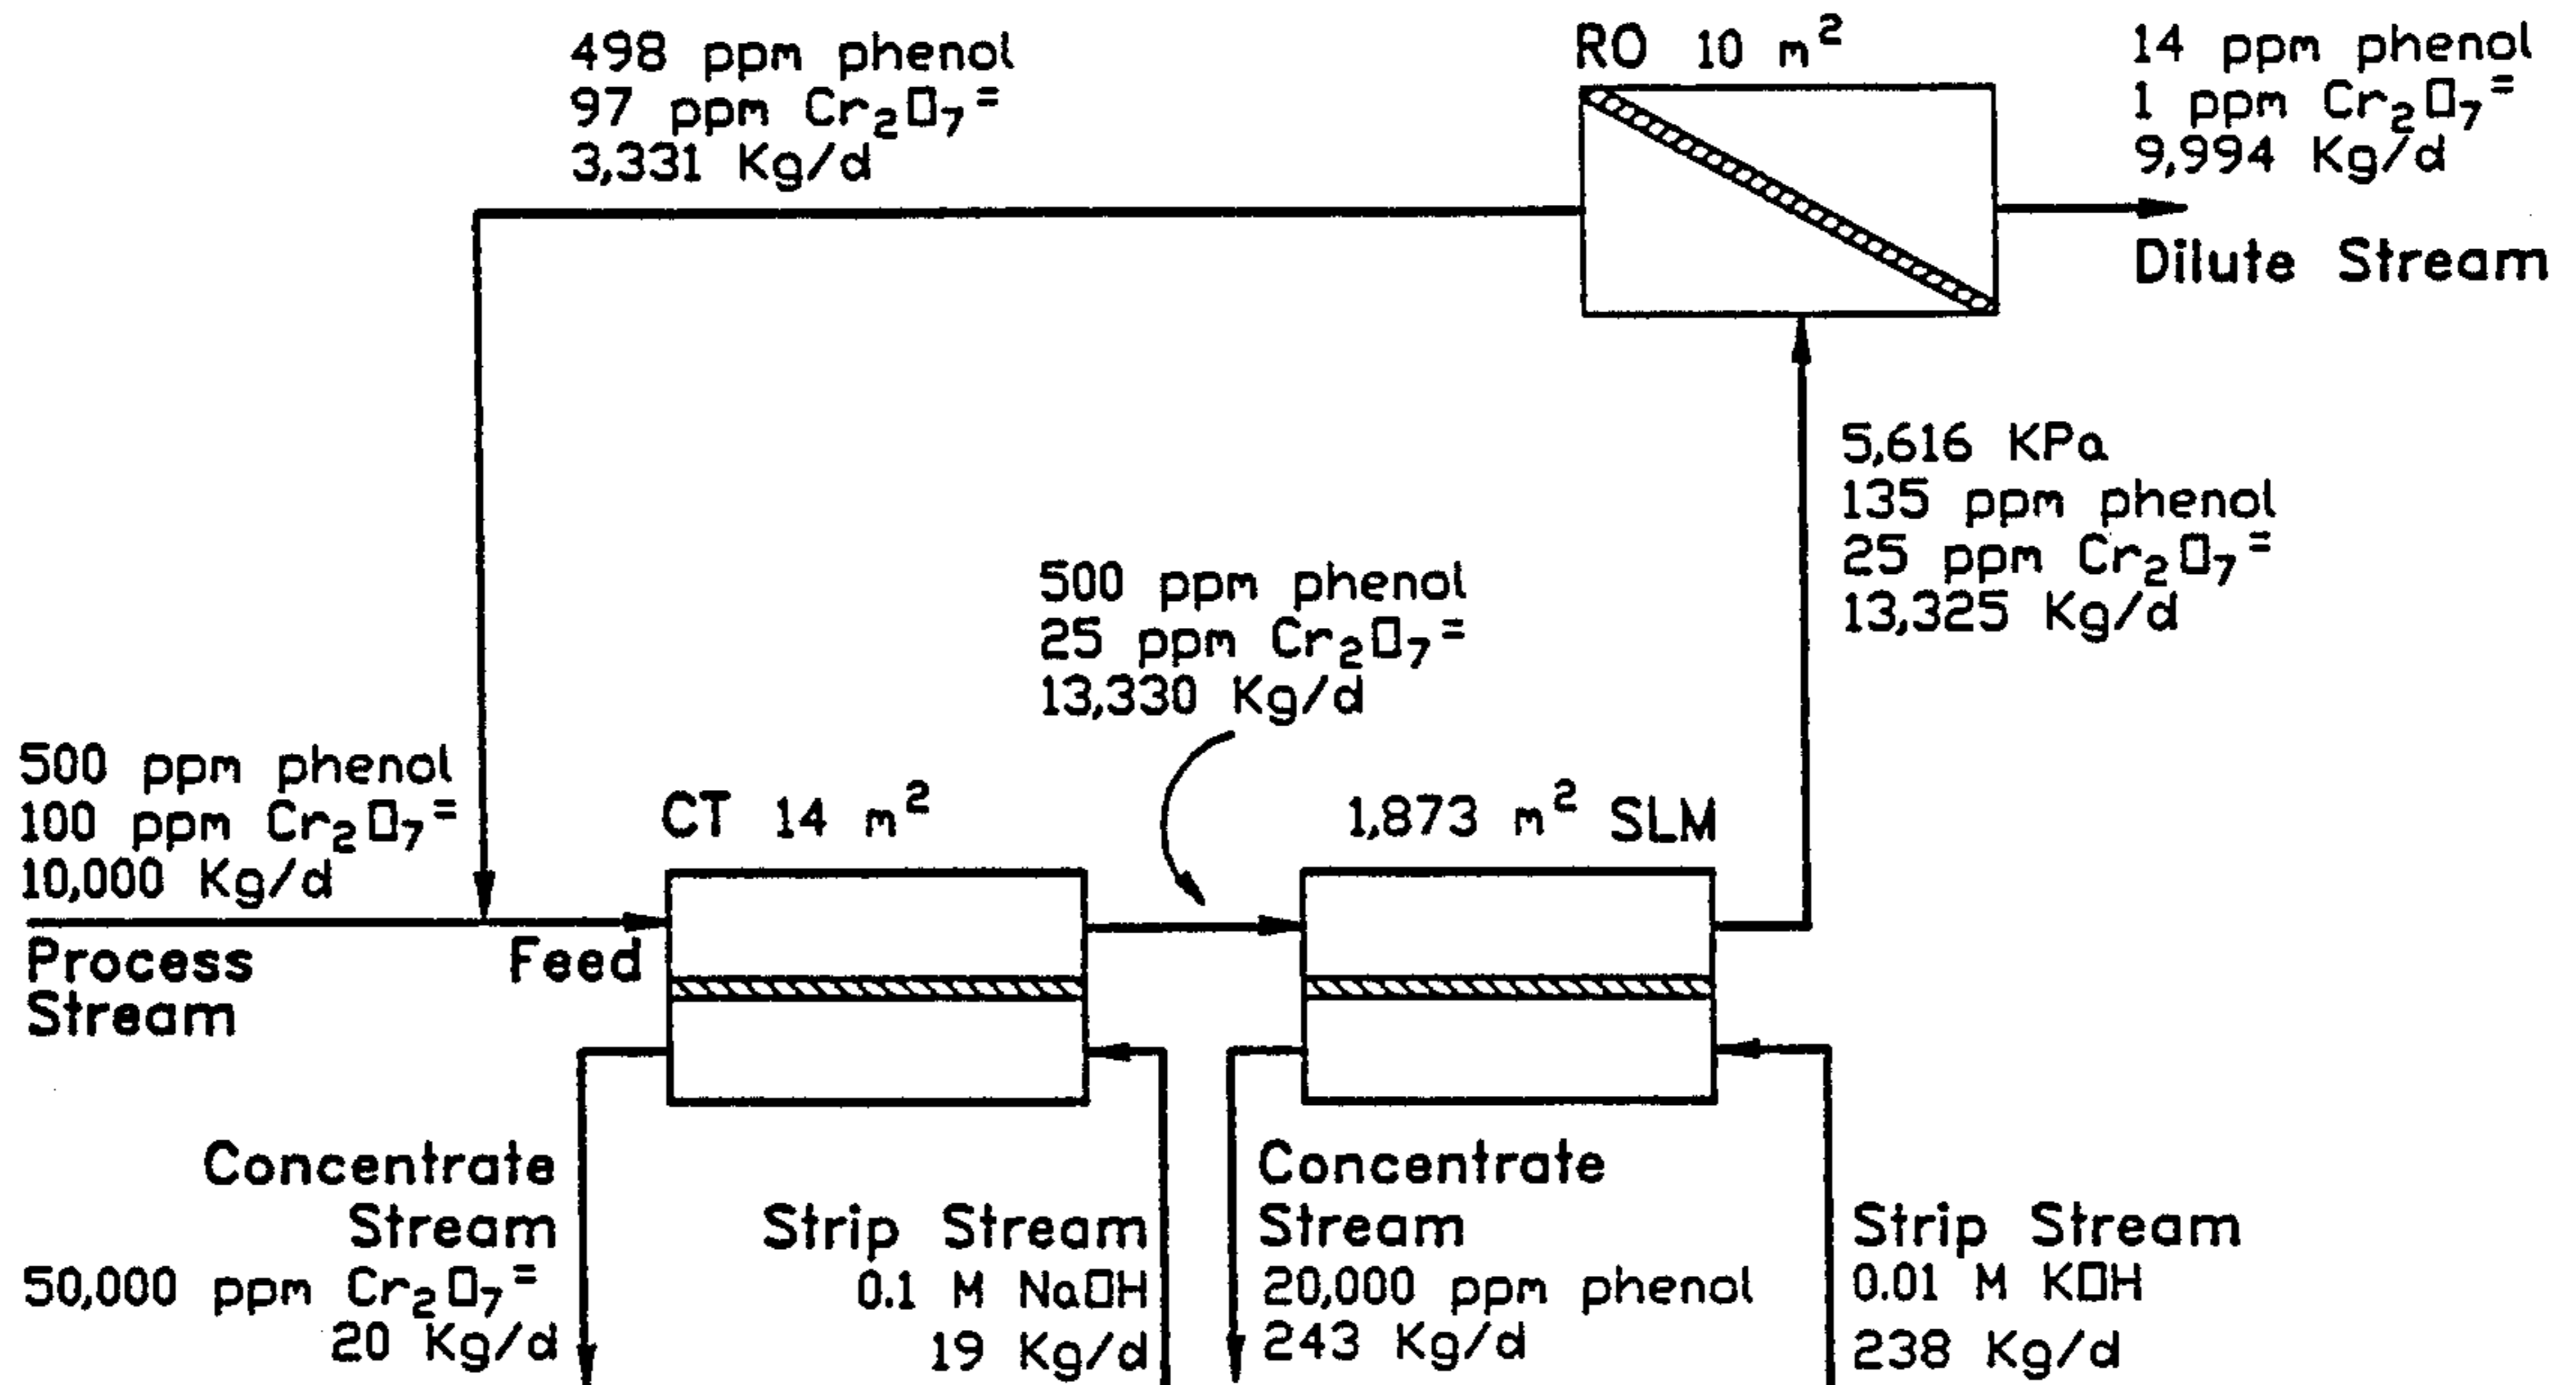 498 ppm phenol
97 ppm Cr₂O₇⁼
3,331 Kg/d
RO 10 m²
14 ppm phenol
1 ppm Cr₂O₇⁼
9,994 Kg/d
Dilute Stream
5,616 KPa
135 ppm phenol
25 ppm Cr₂O₇⁼
13,325 Kg/d
500 ppm phenol
25 ppm Cr₂O₇⁼
13,330 Kg/d
500 ppm phenol
100 ppm Cr₂O₇⁼
10,000 Kg/d
Process
Stream
Feed
CT 14 m²
1,873 m² SLM
Concentrate
Stream
50,000 ppm Cr₂O₇⁼
20 Kg/d
Strip Stream
0.1 M NaOH
19 Kg/d
Concentrate
Stream
20,000 ppm phenol
243 Kg/d
Strip Stream
0.01 M KOH
238 Kg/d